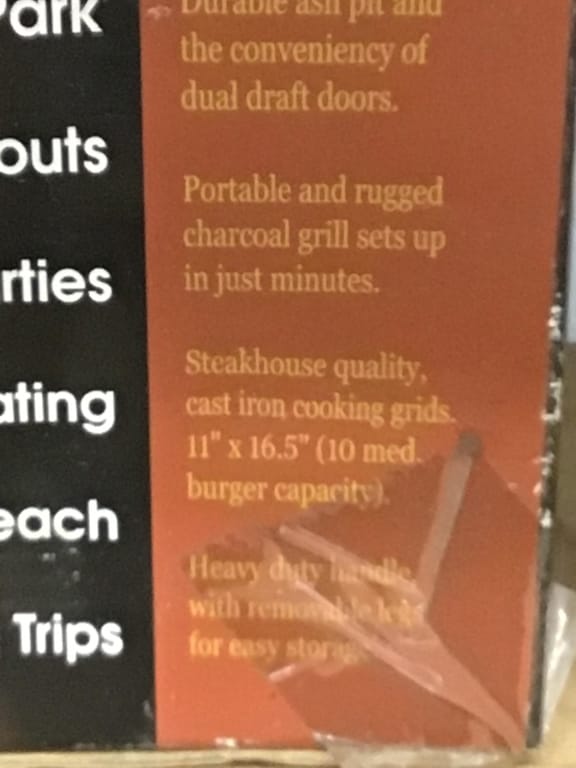 Park
outs
rties
ating
each
Trips
Durable ash pit and
the conveniency of
dual draft doors.
Portable and rugged
charcoal grill sets up
in just minutes.
Steakhouse quality,
cast iron cooking grids.
11" x 16.5" (10 med.
burger capacity).
Heavy duty handle
with removable legs
for easy storage